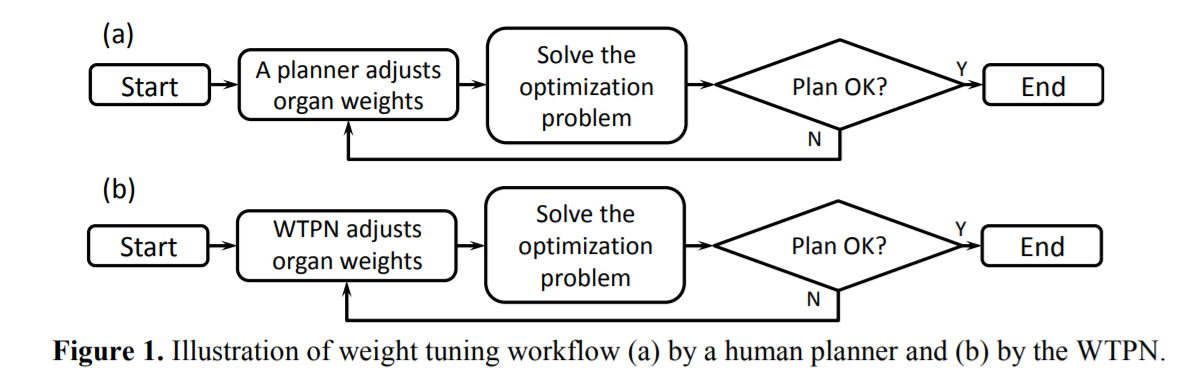 (a)
Start
A planner adjusts
organ weights
Solve the
optimization
problem
Plan OK?
Y
End
N
(b)
Start
WTPN adjusts
organ weights
Solve the
optimization
problem
Plan OK?
Y
End
N
Figure 1. Illustration of weight tuning workflow (a) by a human planner and (b) by the WTPN.